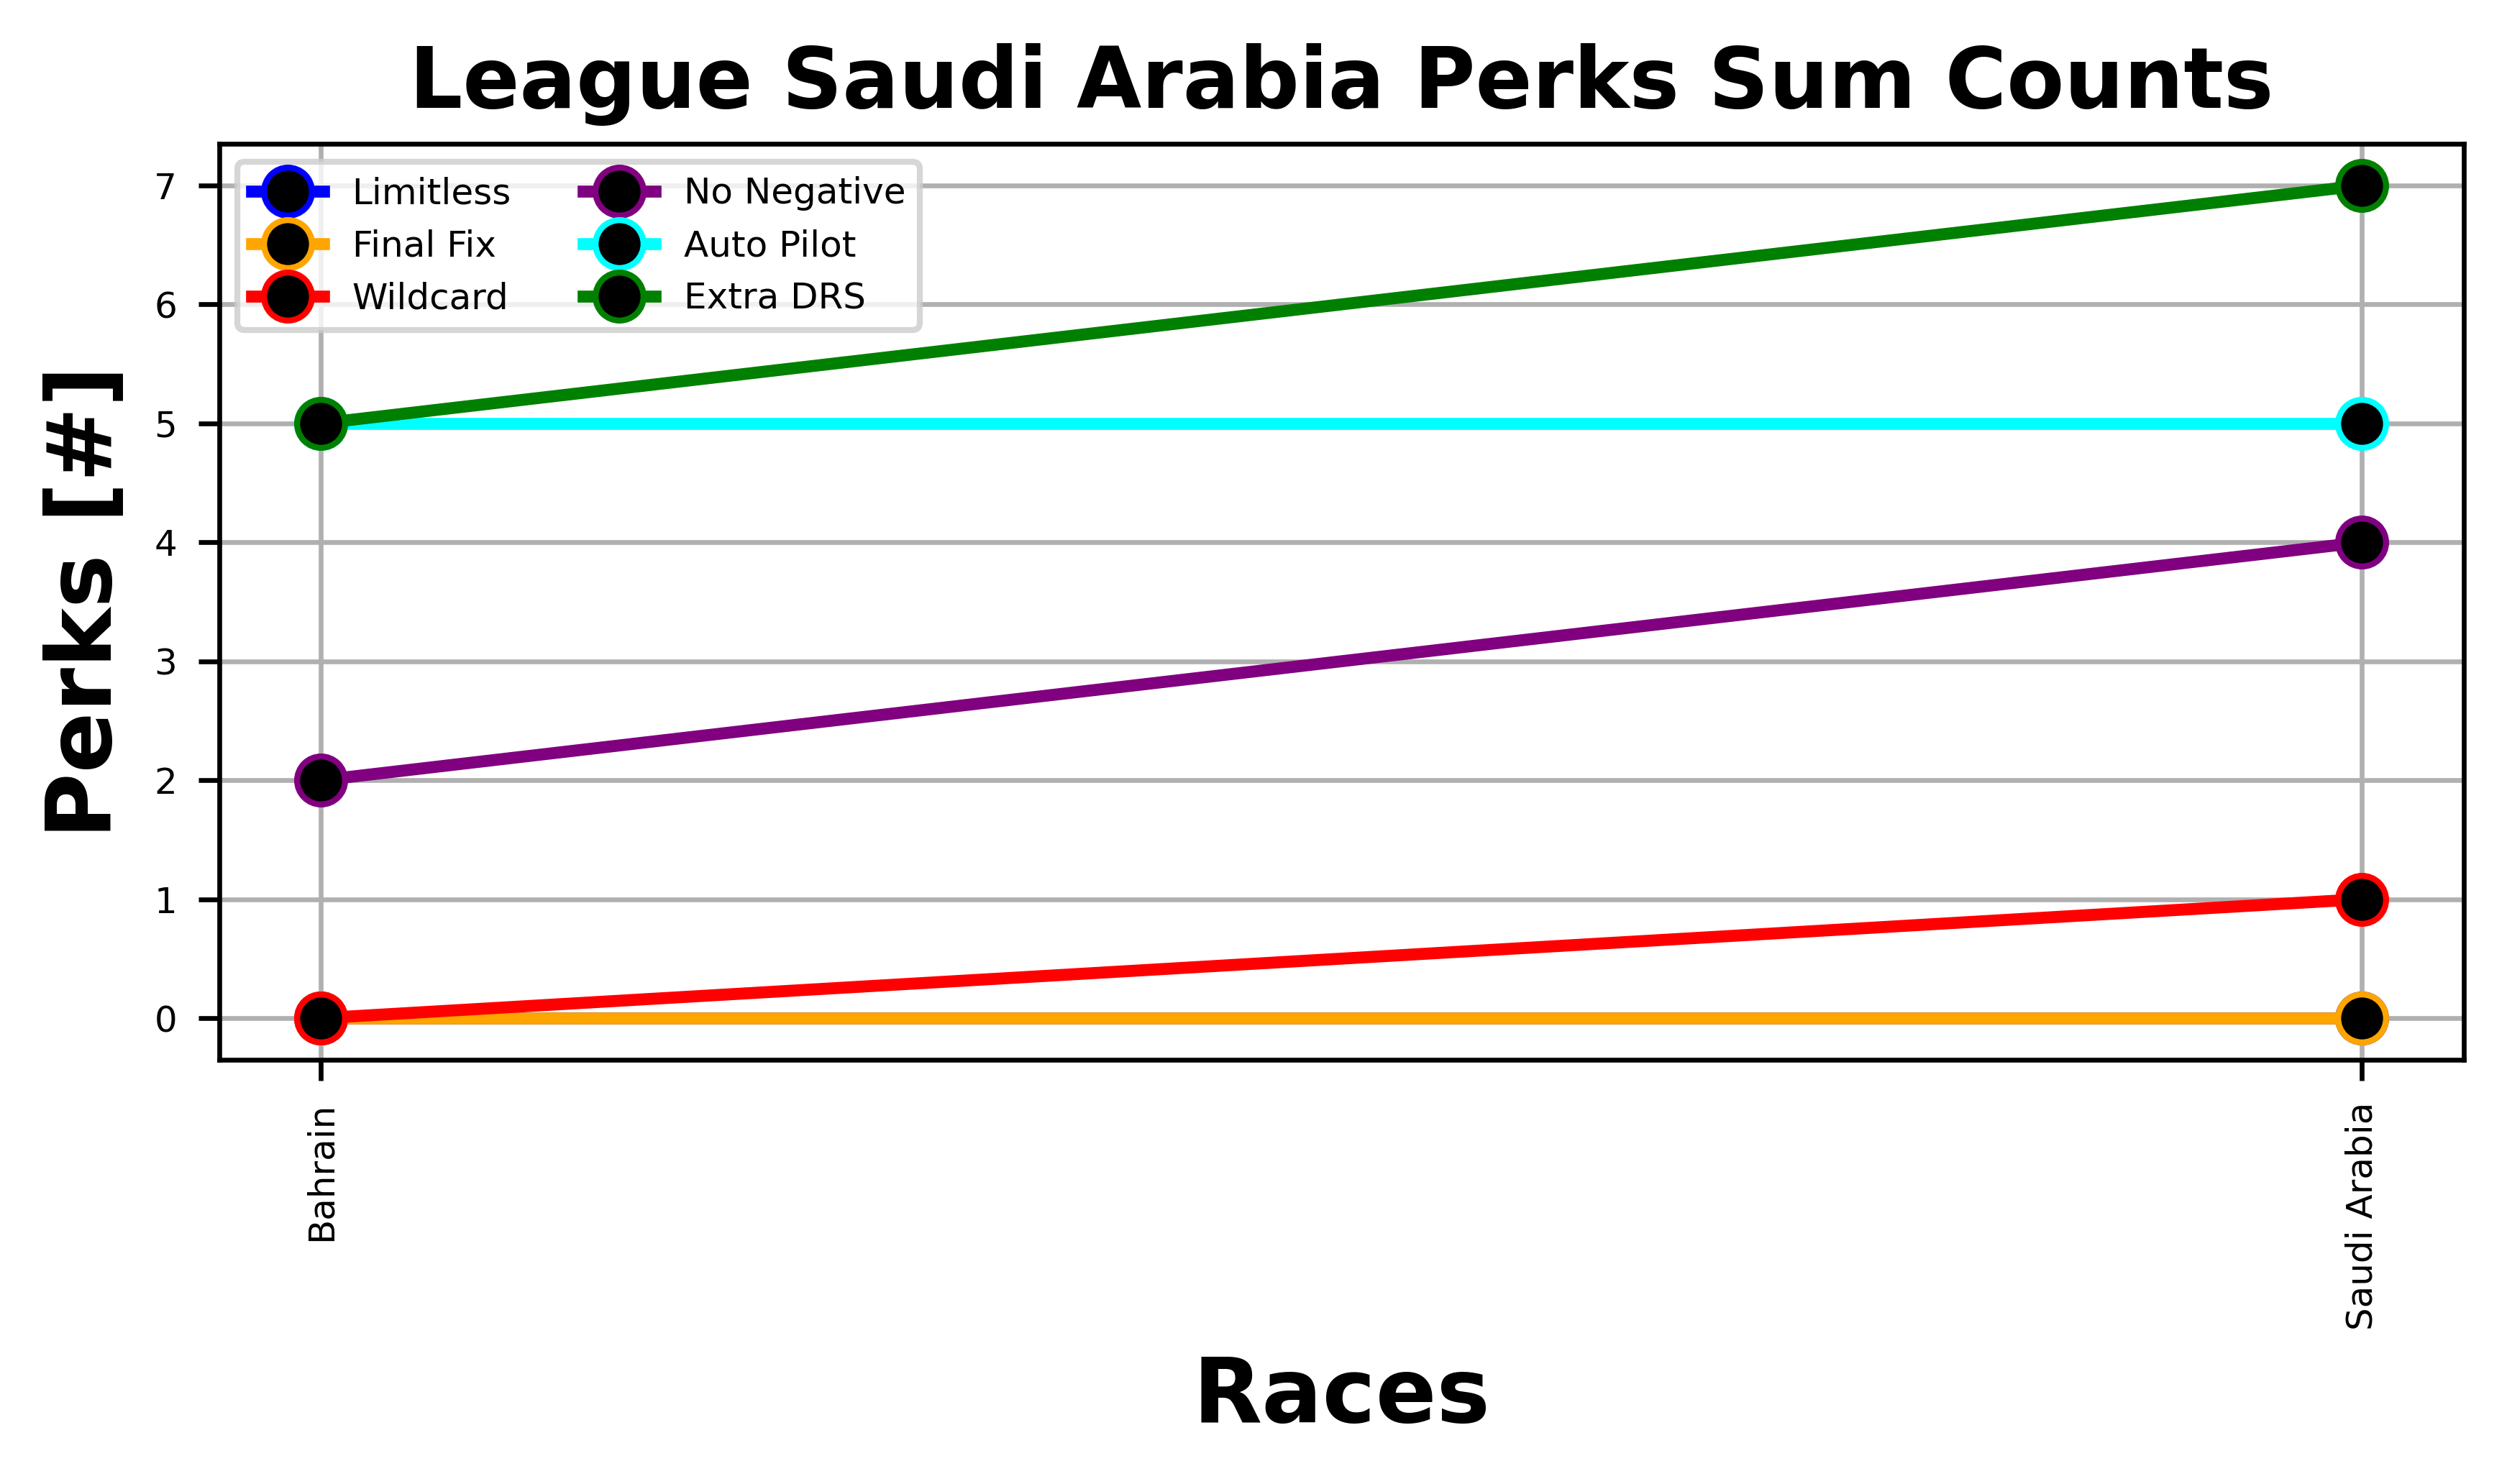 League Saudi Arabia Perks Sum Counts
Limitless
Final Fix
Wildcard
No Negative
Auto Pilot
Extra DRS
Perks [#]
7
6
5
4
3
2
1
0
Bahrain
Saudi Arabia
Races